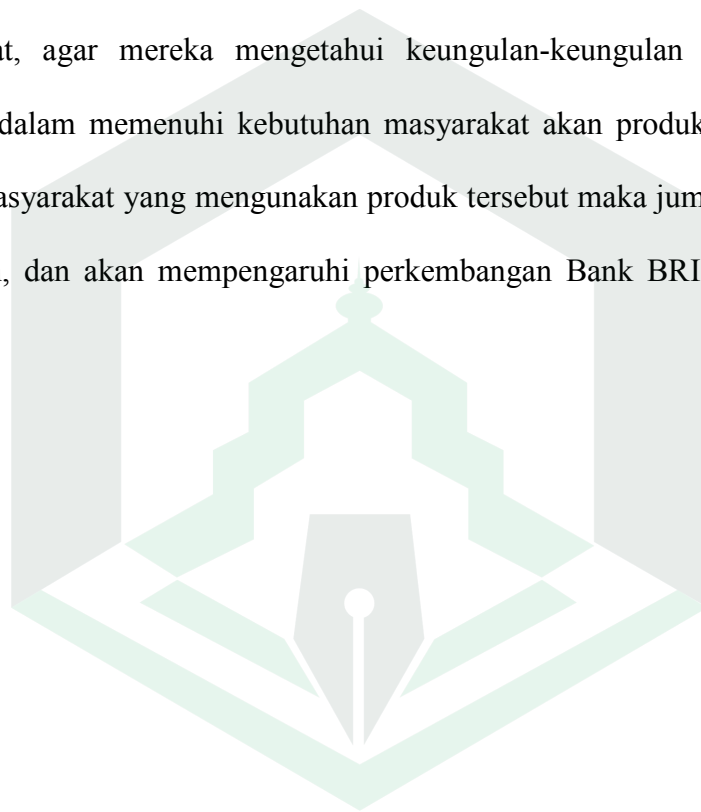 at, agar mereka mengetahui keungulan-keungulan
dalam memenuhi kebutuhan masyarakat akan produk
asyarakat yang mengunakan produk tersebut maka jum
, dan akan mempengaruhi perkembangan Bank BRI